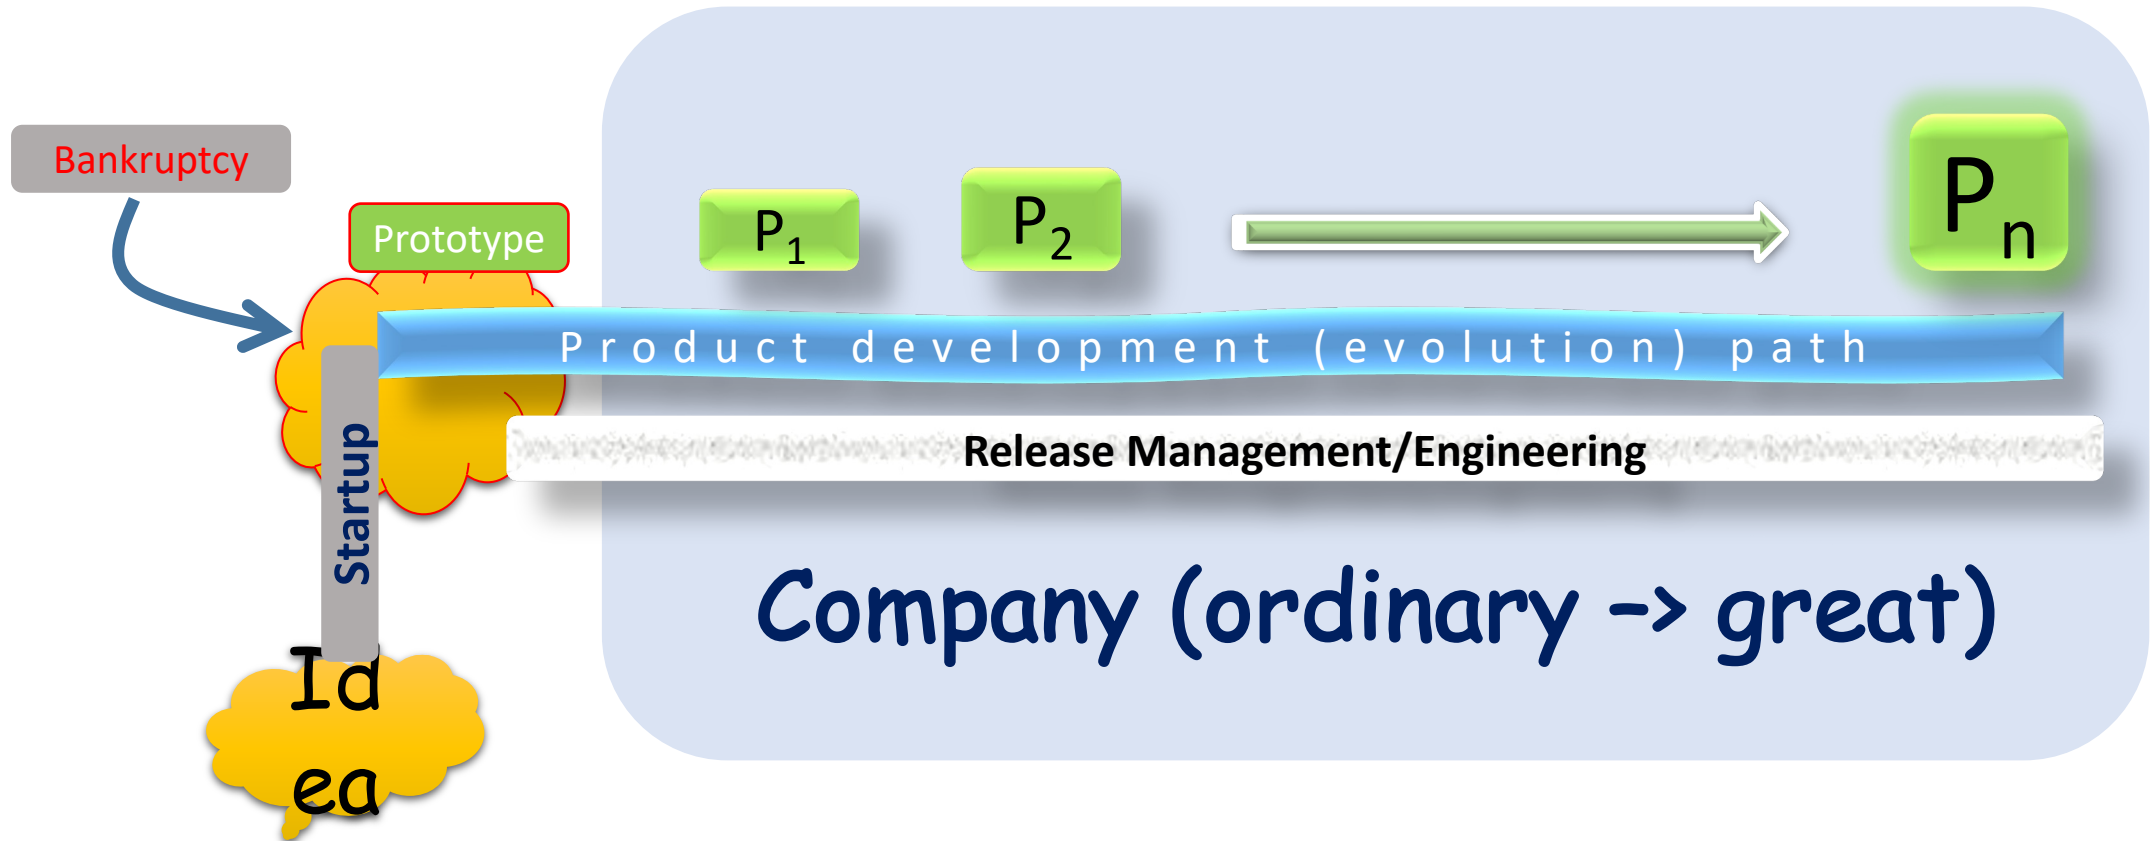 Bankruptcy
Prototype
P1
P2
Pn
Product development (evolution) path
Release Management/Engineering
Startup
Company (ordinary -> great)
Id
ea